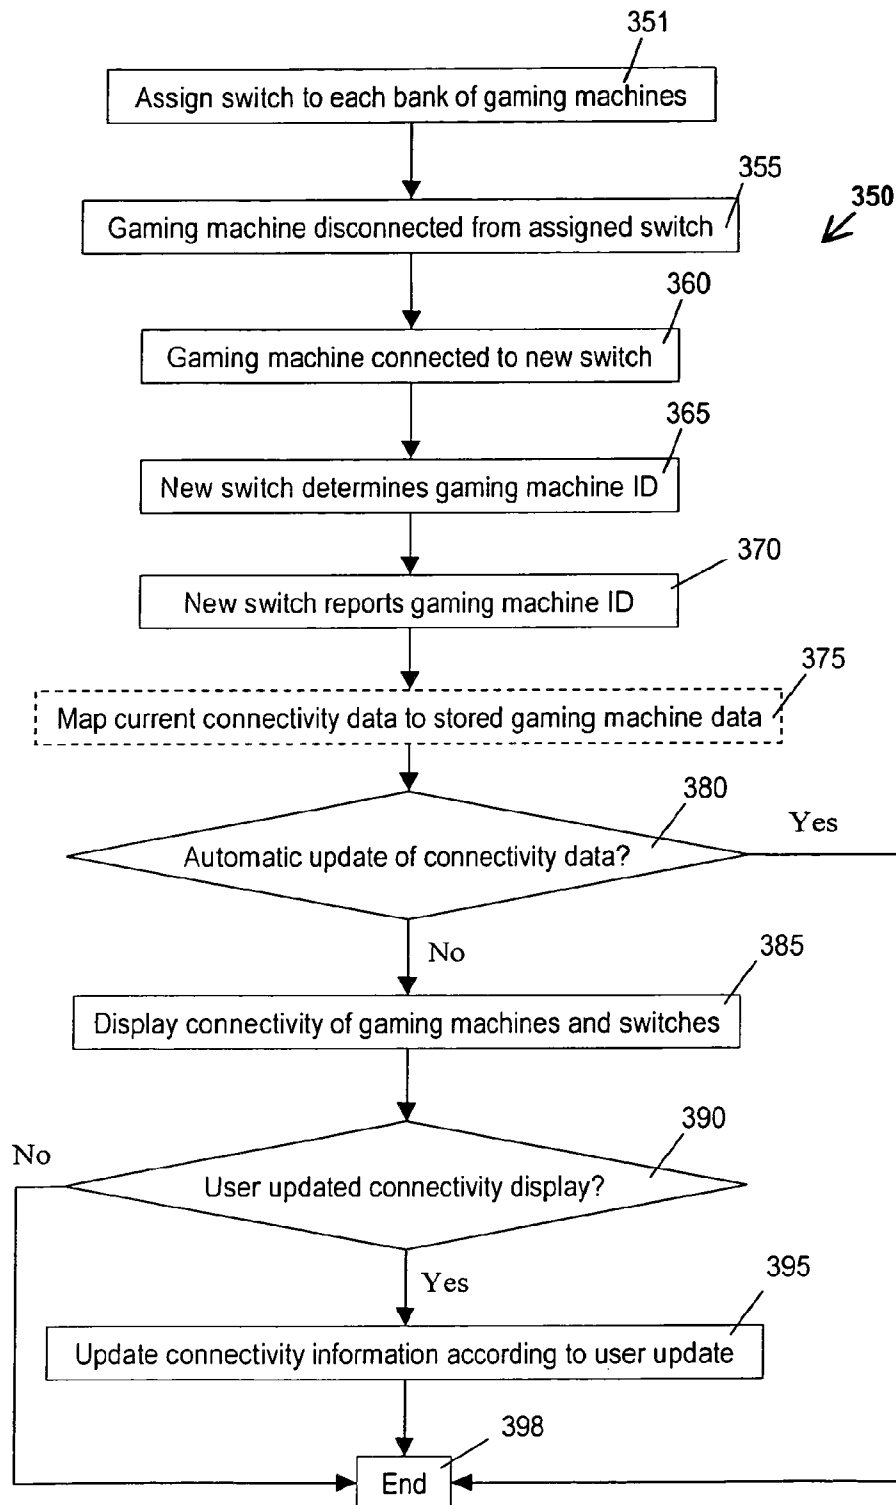 351
Assign switch to each bank of gaming machines
355
350
Gaming machine disconnected from assigned switch
360
Gaming machine connected to new switch
365
New switch determines gaming machine ID
370
New switch reports gaming machine ID
375
Map current connectivity data to stored gaming machine data
380
Yes
Automatic update of connectivity data?
No
385
Display connectivity of gaming machines and switches
390
No
User updated connectivity display?
Yes
395
Update connectivity information according to user update
398
End